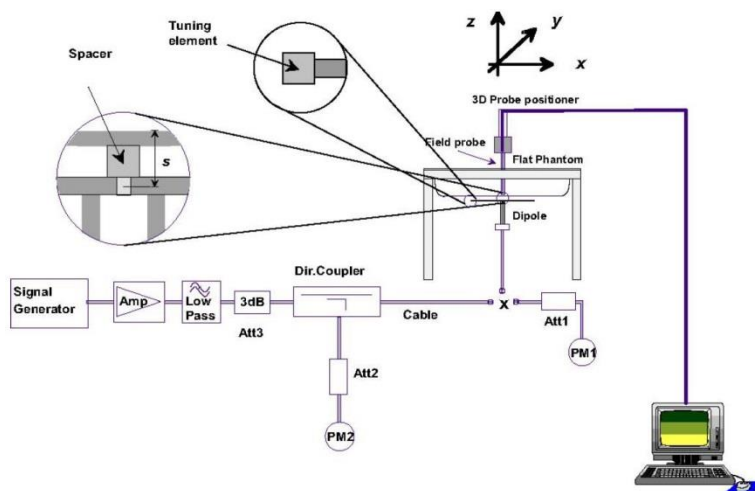 Tuning
element
Spacer
s
z
y
x
3D Probe positioner
Field probe
Flat Phantom
Dipole
Dir.Coupler
Signal
Generator
Amp
Low
Pass
3dB
Att3
Cable
x
Att1
PM1
Att2
PM2